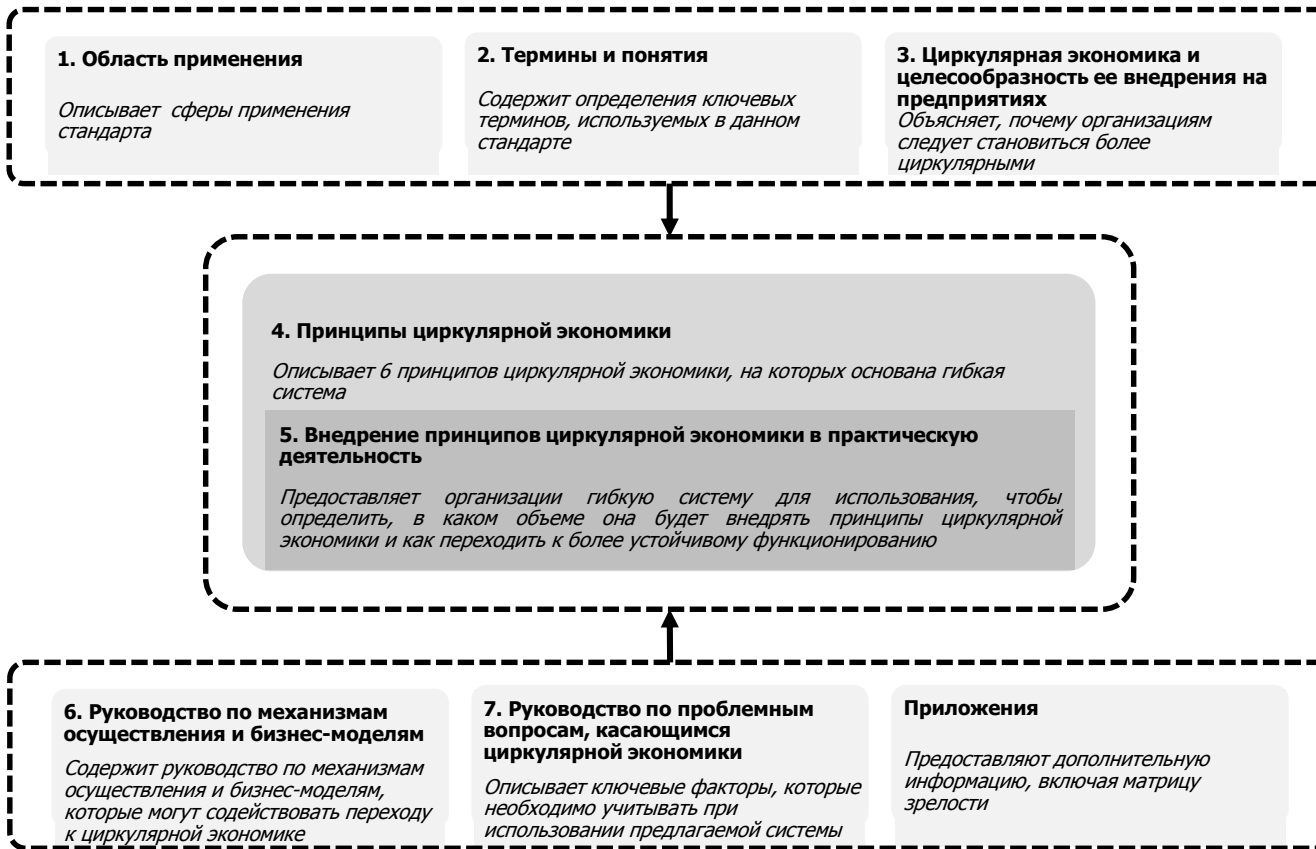 1. Область применения
Описывает сферы применения
стандарта
2. Термины и понятия
Содержит определения ключевых
терминов, используемых в данном
стандарте
3. Циркулярная экономика и
целесообразность ее внедрения на
предприятиях
Объясняет, почему организациям
следует становиться более
циркулярными
4. Принципы циркулярной экономики
Описывает 6 принципов циркулярной экономики, на которых основана гибкая
система
5. Внедрение принципов циркулярной экономики в практическую
деятельность
Предоставляет организации гибкую систему для использования, чтобы
определить, в каком объеме она будет внедрять принципы циркулярной
экономики и как переходить к более устойчивому функционированию
6. Руководство по механизмам
осуществления и бизнес-моделям
Содержит руководство по механизмам
осуществления и бизнес-моделям,
которые могут содействовать переходу
к циркулярной экономике
7. Руководство по проблемным
вопросам, касающимся
циркулярной экономики
Описывает ключевые факторы, которые
необходимо учитывать при
использовании предлагаемой системы
Приложения
Предоставляют дополнительную
информацию, включая матрицу
зрелости